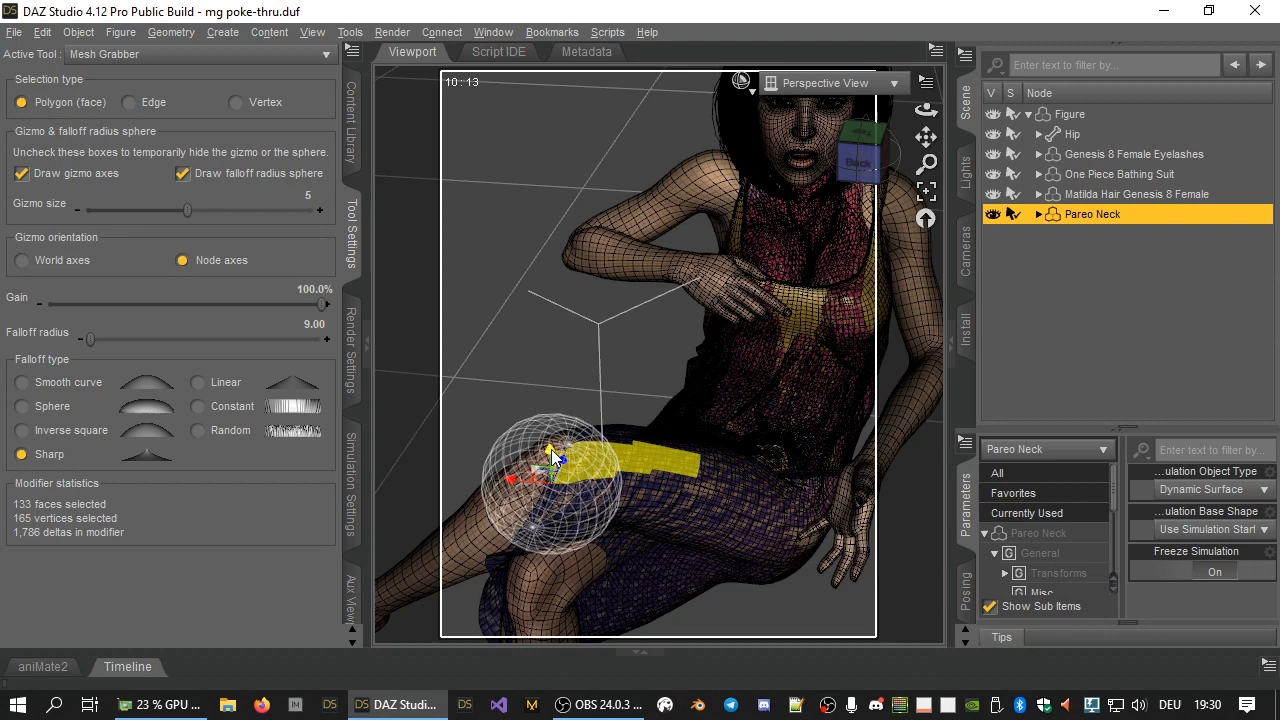 DAZ Studio 4.12 Pro Public Build - mg poke-thru.duf
File Edit Object Figure Geometry Create Content View Tools Render Connect Window Bookmarks Scripts Help
Active Tool : Mesh Grabber
Selection type
Polygon (face) Edge Vertex
Gizmo & falloff radius sphere
Uncheck these boxes to temporarily hide the gizmo or the sphere.
Draw gizmo axes Draw falloff radius sphere
5
Gizmo size
Gizmo orientation
World axes Node axes
100.0%
Gain
9.00
Falloff radius
Falloff type
Smooth curve Linear
Sphere Constant
Inverse square Random
Sharp
Modifier statistics
133 faces selected
165 vertices selected
1,786 deltas in modifier
Content Library
Tool Settings
Render Settings
Simulation Settings
Aux View
Viewport Script IDE Metadata
10 : 13
Perspective View
Back
Scene
Lights
Cameras
Install
Enter text to filter by...
V S Node
Figure
Hip
Genesis 8 Female Eyelashes
One Piece Bathing Suit
Matilda Hair Genesis 8 Female
Pareo Neck
Parameters
Posing
Pareo Neck
All
Favorites
Currently Used
Pareo Neck
G General
G Transforms
G Misc
Show Sub Items
Enter text to filter by...
...ulation Object Type
Dynamic Surface
...ulation Base Shape
Use Simulation Start
Freeze Simulation
On
Tips
aniMate2 Timeline
23 % GPU ... DAZ Studi... OBS 24.0.3 ... DEU 19:30